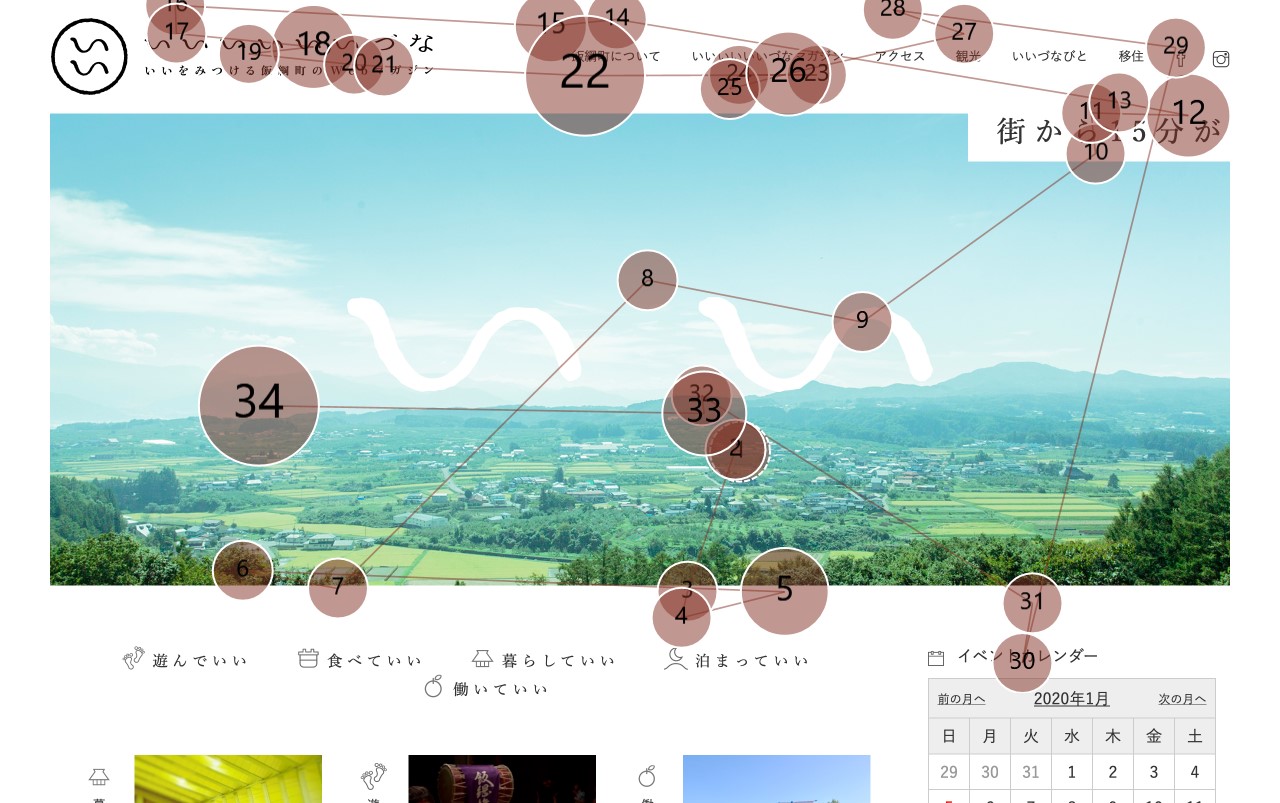 16
17
18
19
20
21
な
いいをみつける飯綱町のW マガジン
15
14
22
飯綱町について
いいいいいいづなマガジン
25
26
23
アクセス
28
27
観光
いいづなびと
移住
29
街から15分が
11
13
12
10
8
9
34
32
33
6
7
3
4
5
31
30
遊んでいい
食べていい
暮らしていい
泊まっていい
働いていい
イベントカレンダー
前の月へ
2020年1月
次の月へ
日 月 火 水 木 金 土
29 30 31 1 2 3 4